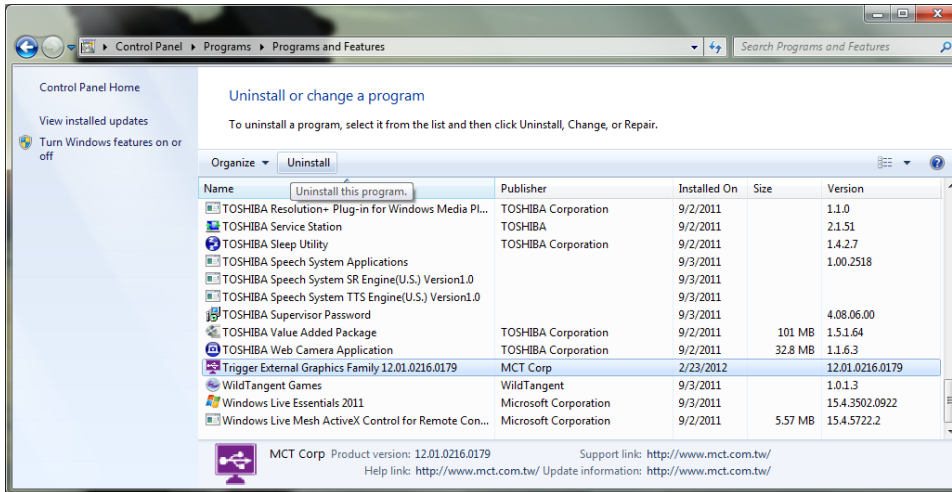 Control Panel Programs Programs and Features Search Programs and Features
Control Panel Home
View installed updates
Turn Windows features on or off
Uninstall or change a program
To uninstall a program, select it from the list and then click Uninstall, Change, or Repair.
Organize Uninstall
Name Publisher Installed On Size Version
Uninstall this program.
TOSHIBA Resolution+ Plug-in for Windows Media Pl... TOSHIBA Corporation 9/2/2011 1.1.0
TOSHIBA Service Station TOSHIBA 9/2/2011 2.1.51
TOSHIBA Sleep Utility TOSHIBA Corporation 9/2/2011 1.4.2.7
TOSHIBA Speech System Applications 9/3/2011 1.00.2518
TOSHIBA Speech System SR Engine(U.S.) Version1.0 9/3/2011
TOSHIBA Speech System TTS Engine(U.S.) Version1.0 9/3/2011
TOSHIBA Supervisor Password 9/3/2011 4.08.06.00
TOSHIBA Value Added Package TOSHIBA Corporation 9/2/2011 101 MB 1.5.1.64
TOSHIBA Web Camera Application TOSHIBA Corporation 9/2/2011 32.8 MB 1.1.6.3
Trigger External Graphics Family 12.01.0216.0179 MCT Corp 2/23/2012 12.01.0216.0179
WildTangent Games WildTangent 9/3/2011 1.0.1.3
Windows Live Essentials 2011 Microsoft Corporation 9/3/2011 15.4.3502.0922
Windows Live Mesh ActiveX Control for Remote Con... Microsoft Corporation 9/2/2011 5.57 MB 15.4.5722.2
MCT Corp Product version: 12.01.0216.0179 Support link: http://www.mct.com.tw/
Help link: http://www.mct.com.tw/ Update information: http://www.mct.com.tw/